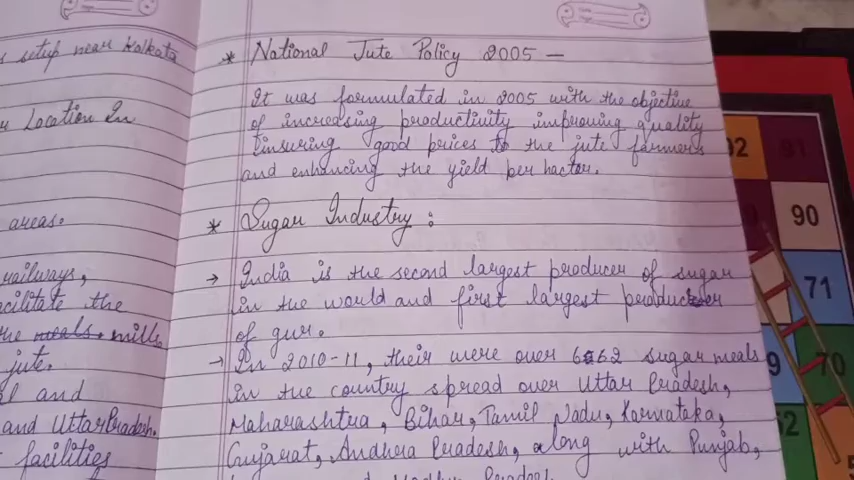 s setup near Kolkata
Location In
areas.
railways,
acilitate the
the meals. mills
jute.
l and
and Uttar Pradesh.
facilities
* National Jute Policy 2005 —
It was formulated in 2005 with the objective
of increasing productivity improving quality
Einsuring good prices to the jute farmers
and enhancing the yield per hactor.
* Sugar Industry :
→ India is the second largest producer of sugar
in the world and first largest producer
of gur.
→ In 2010-11, their were over 662 sugar meals
in the country spread over Uttar Pradesh,
Maharashtra, Bihar, Tamil Nadu, Karnataka,
Gujarat, Andhra Pradesh, along with Punjab,
Pradesh
92
91
90
71
9
70
52
5